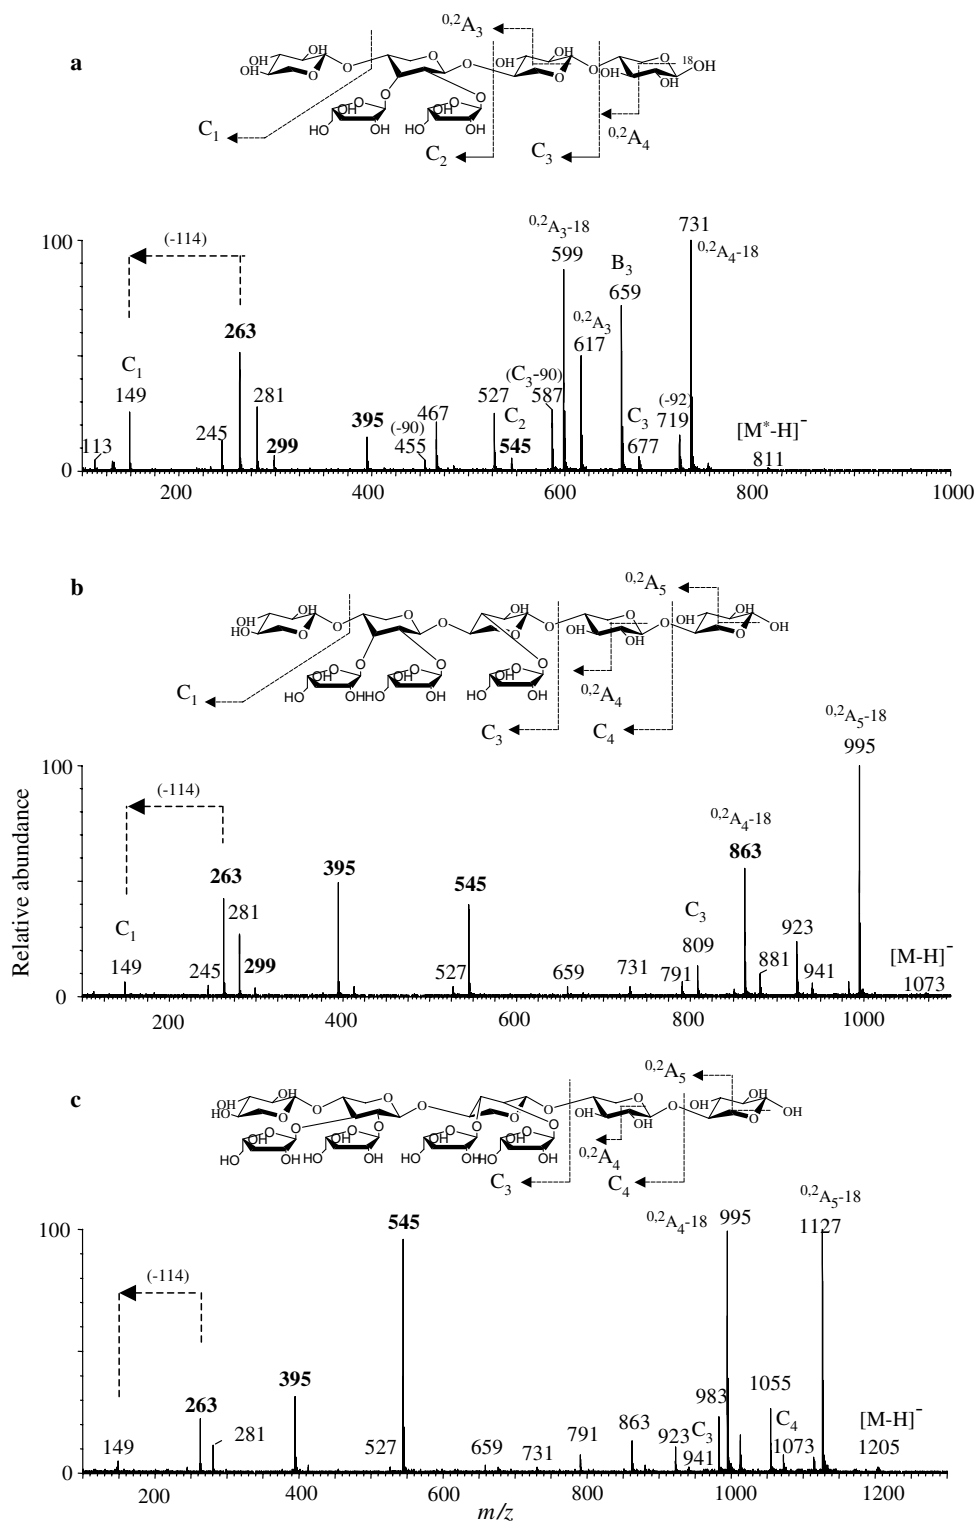 a
0,2A3
18OH
C1
C2
C3
0,2A4
(-114)
0,2A3-18
599
731
0,2A4-18
B3
659
0,2A3
617
263
C1
149
281
(C3-90)
587
527
C2
545
C3
677
(-92)
719
[M*-H]-
811
113
245
299
395
(-90)
455
467
100
0
200
400
600
800
1000
b
0,2A5
OH
C1
0,2A4
C3
C4
0,2A5-18
995
(-114)
0,2A4-18
863
263
395
545
281
C1
149
245
299
527
659
731
C3
809
791
881
923
941
[M-H]-
1073
100
0
200
400
600
800
1000
Relative abundance
c
0,2A5
OH
0,2A4
C3
C4
0,2A5-18
1127
0,2A4-18
995
545
(-114)
263
395
149
281
527
659
731
791
863
923
C3
941
983
1055
C4
1073
[M-H]-
1205
100
0
200
400
600
800
1000
1200
m/z